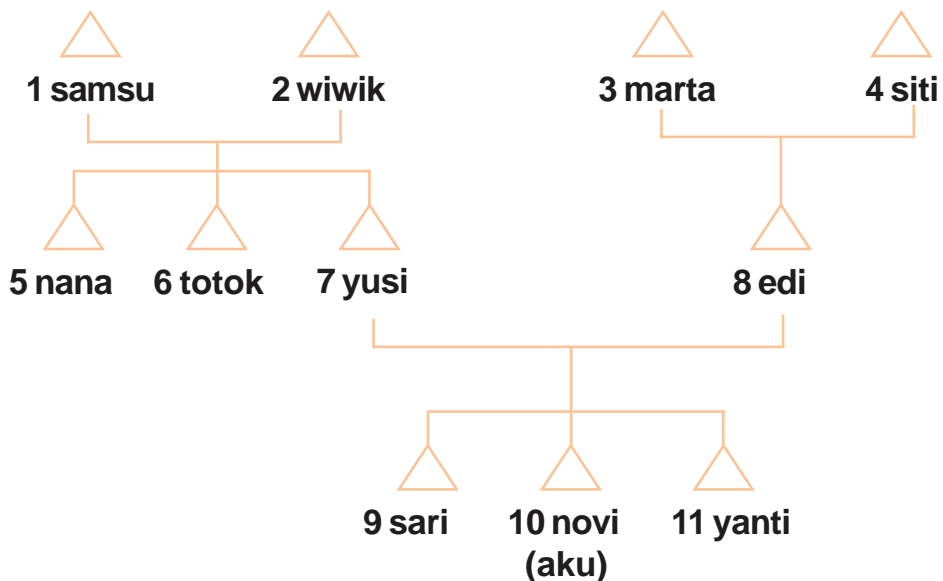 1 samsu
2 wiwik
3 marta
4 siti
5 nana
6 totok
7 yusi
8 edi
9 sari
10 novi
(aku)
11 yanti